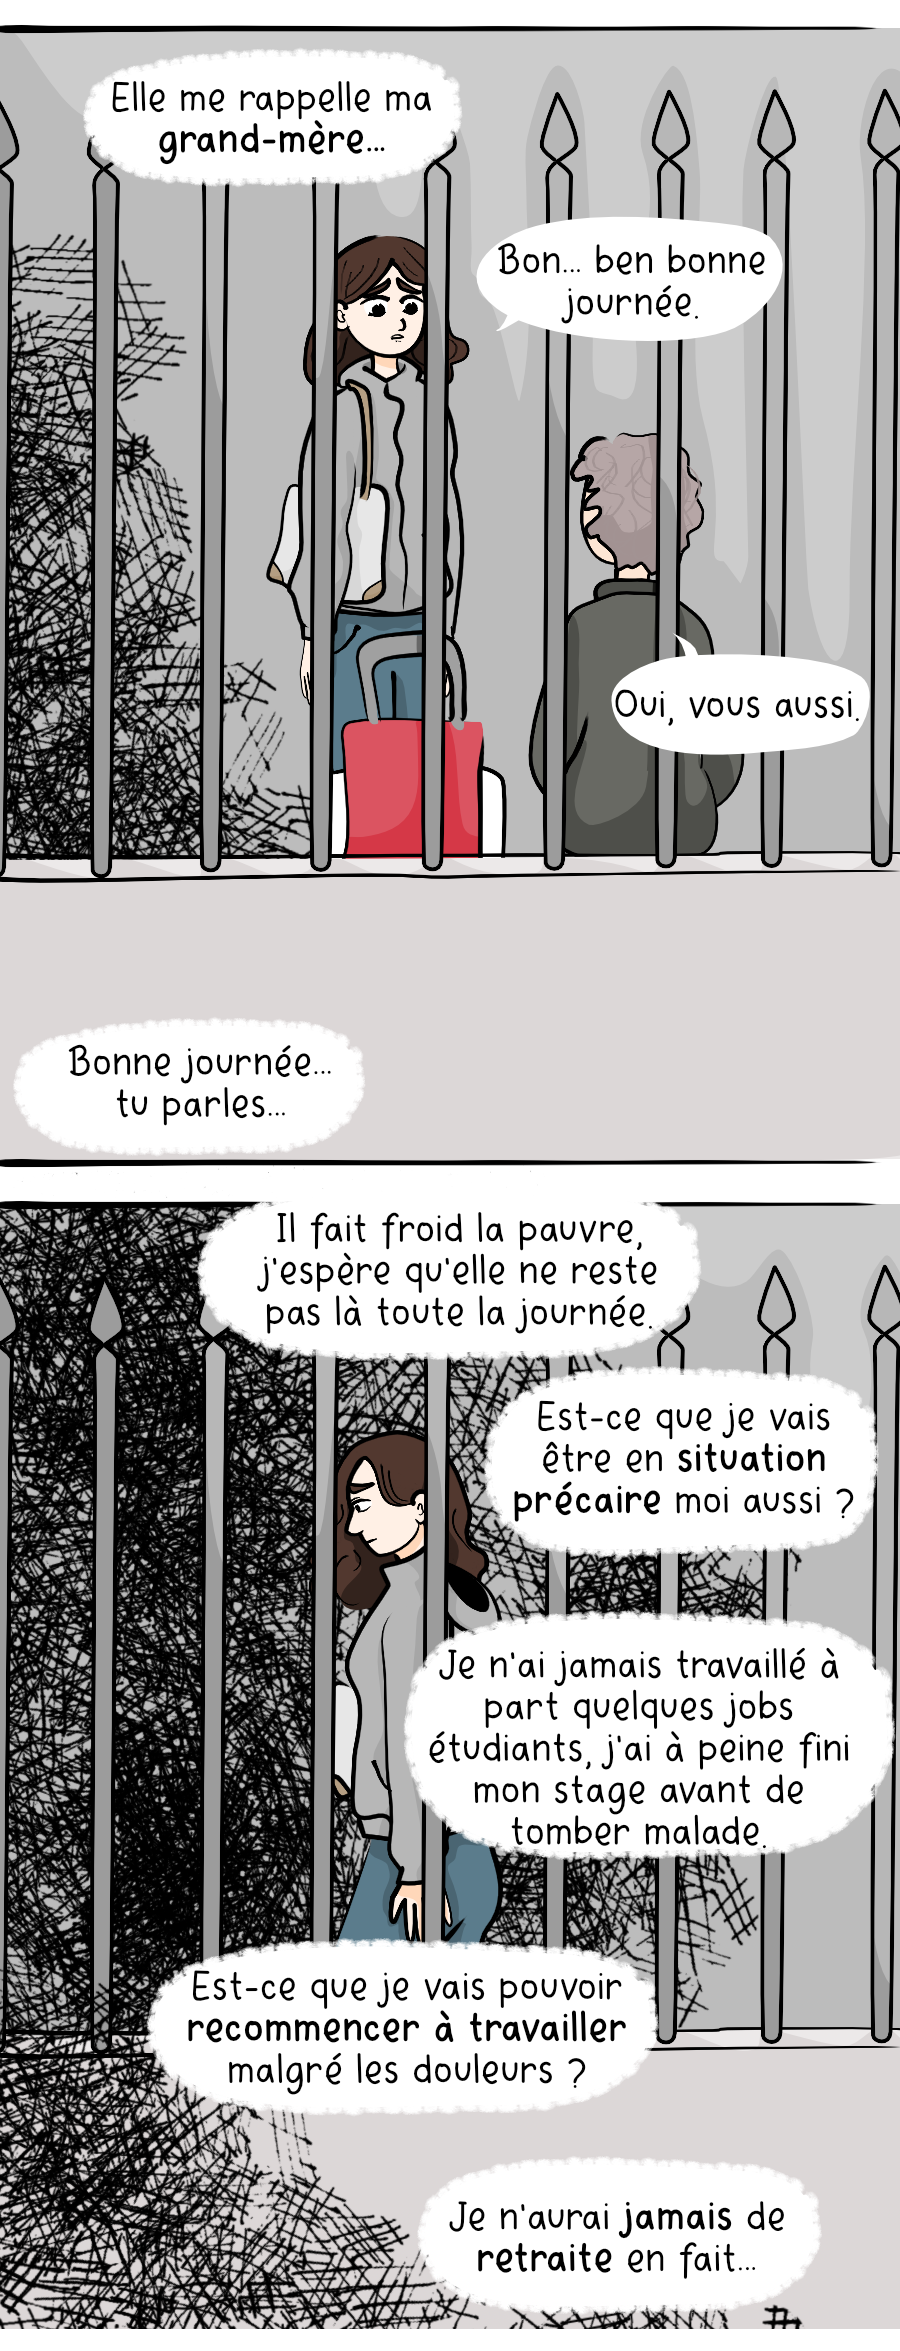 Elle me rappelle ma
grand-mère...
Bon... ben bonne
journée.
Oui, vous aussi.
Bonne journée...
tu parles...
Il fait froid la pauvre,
j'espère qu'elle ne reste
pas là toute la journée.
Est-ce que je vais
être en situation
précaire moi aussi ?
Je n'ai jamais travaillé à
part quelques jobs
étudiants, j'ai à peine fini
mon stage avant de
tomber malade.
Est-ce que je vais pouvoir
recommencer à travailler
malgré les douleurs ?
Je n'aurai jamais de
retraite en fait...